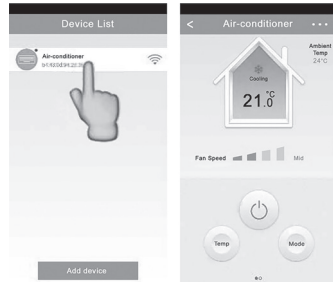 Device List
Air-conditioner
Add device
< Air-conditioner ...
Ambient
Temp
24°C
Cooling
21.0°C
Fan Speed
Mid
Temp
Mode